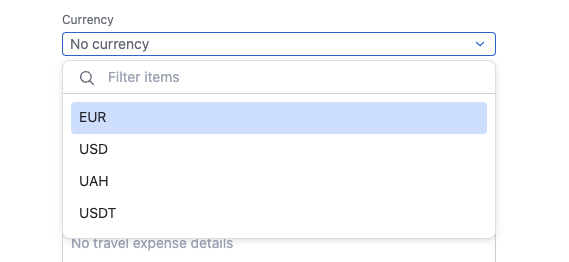 Currency
No currency
Filter items
EUR
USD
UAH
USDT
No travel expense details